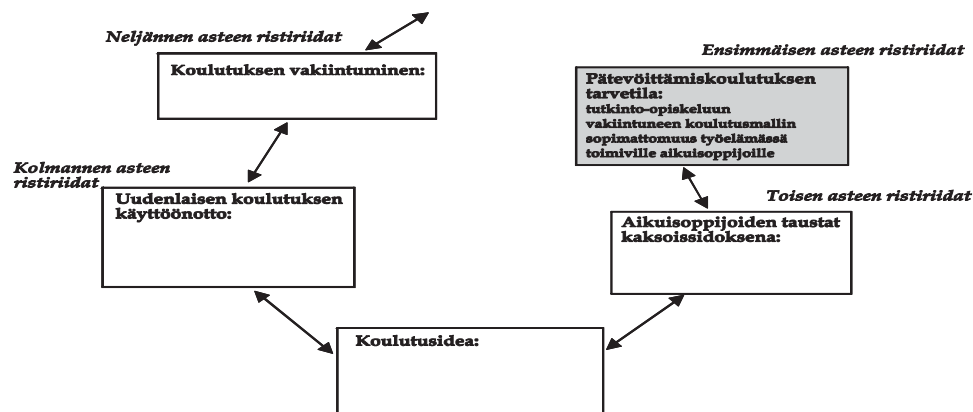 Neljännen asteen ristiriidat
Koulutuksen vakiintuminen:
Ensimmäisen asteen ristiriidat
Pätevöittämiskoulutuksen
tarvetila:
tutkinto-opiskeluun
vakiintuneen koulutusmallin
sopimattomuus työelämässä
toimiville aikuisoppijoille
Kolmannen asteen
ristiriidat
Uudenlaisen koulutuksen
käyttöönotto:
Toisen asteen ristiriidat
Aikuisoppijoiden taustat
kaksoissidoksena:
Koulutusidea: